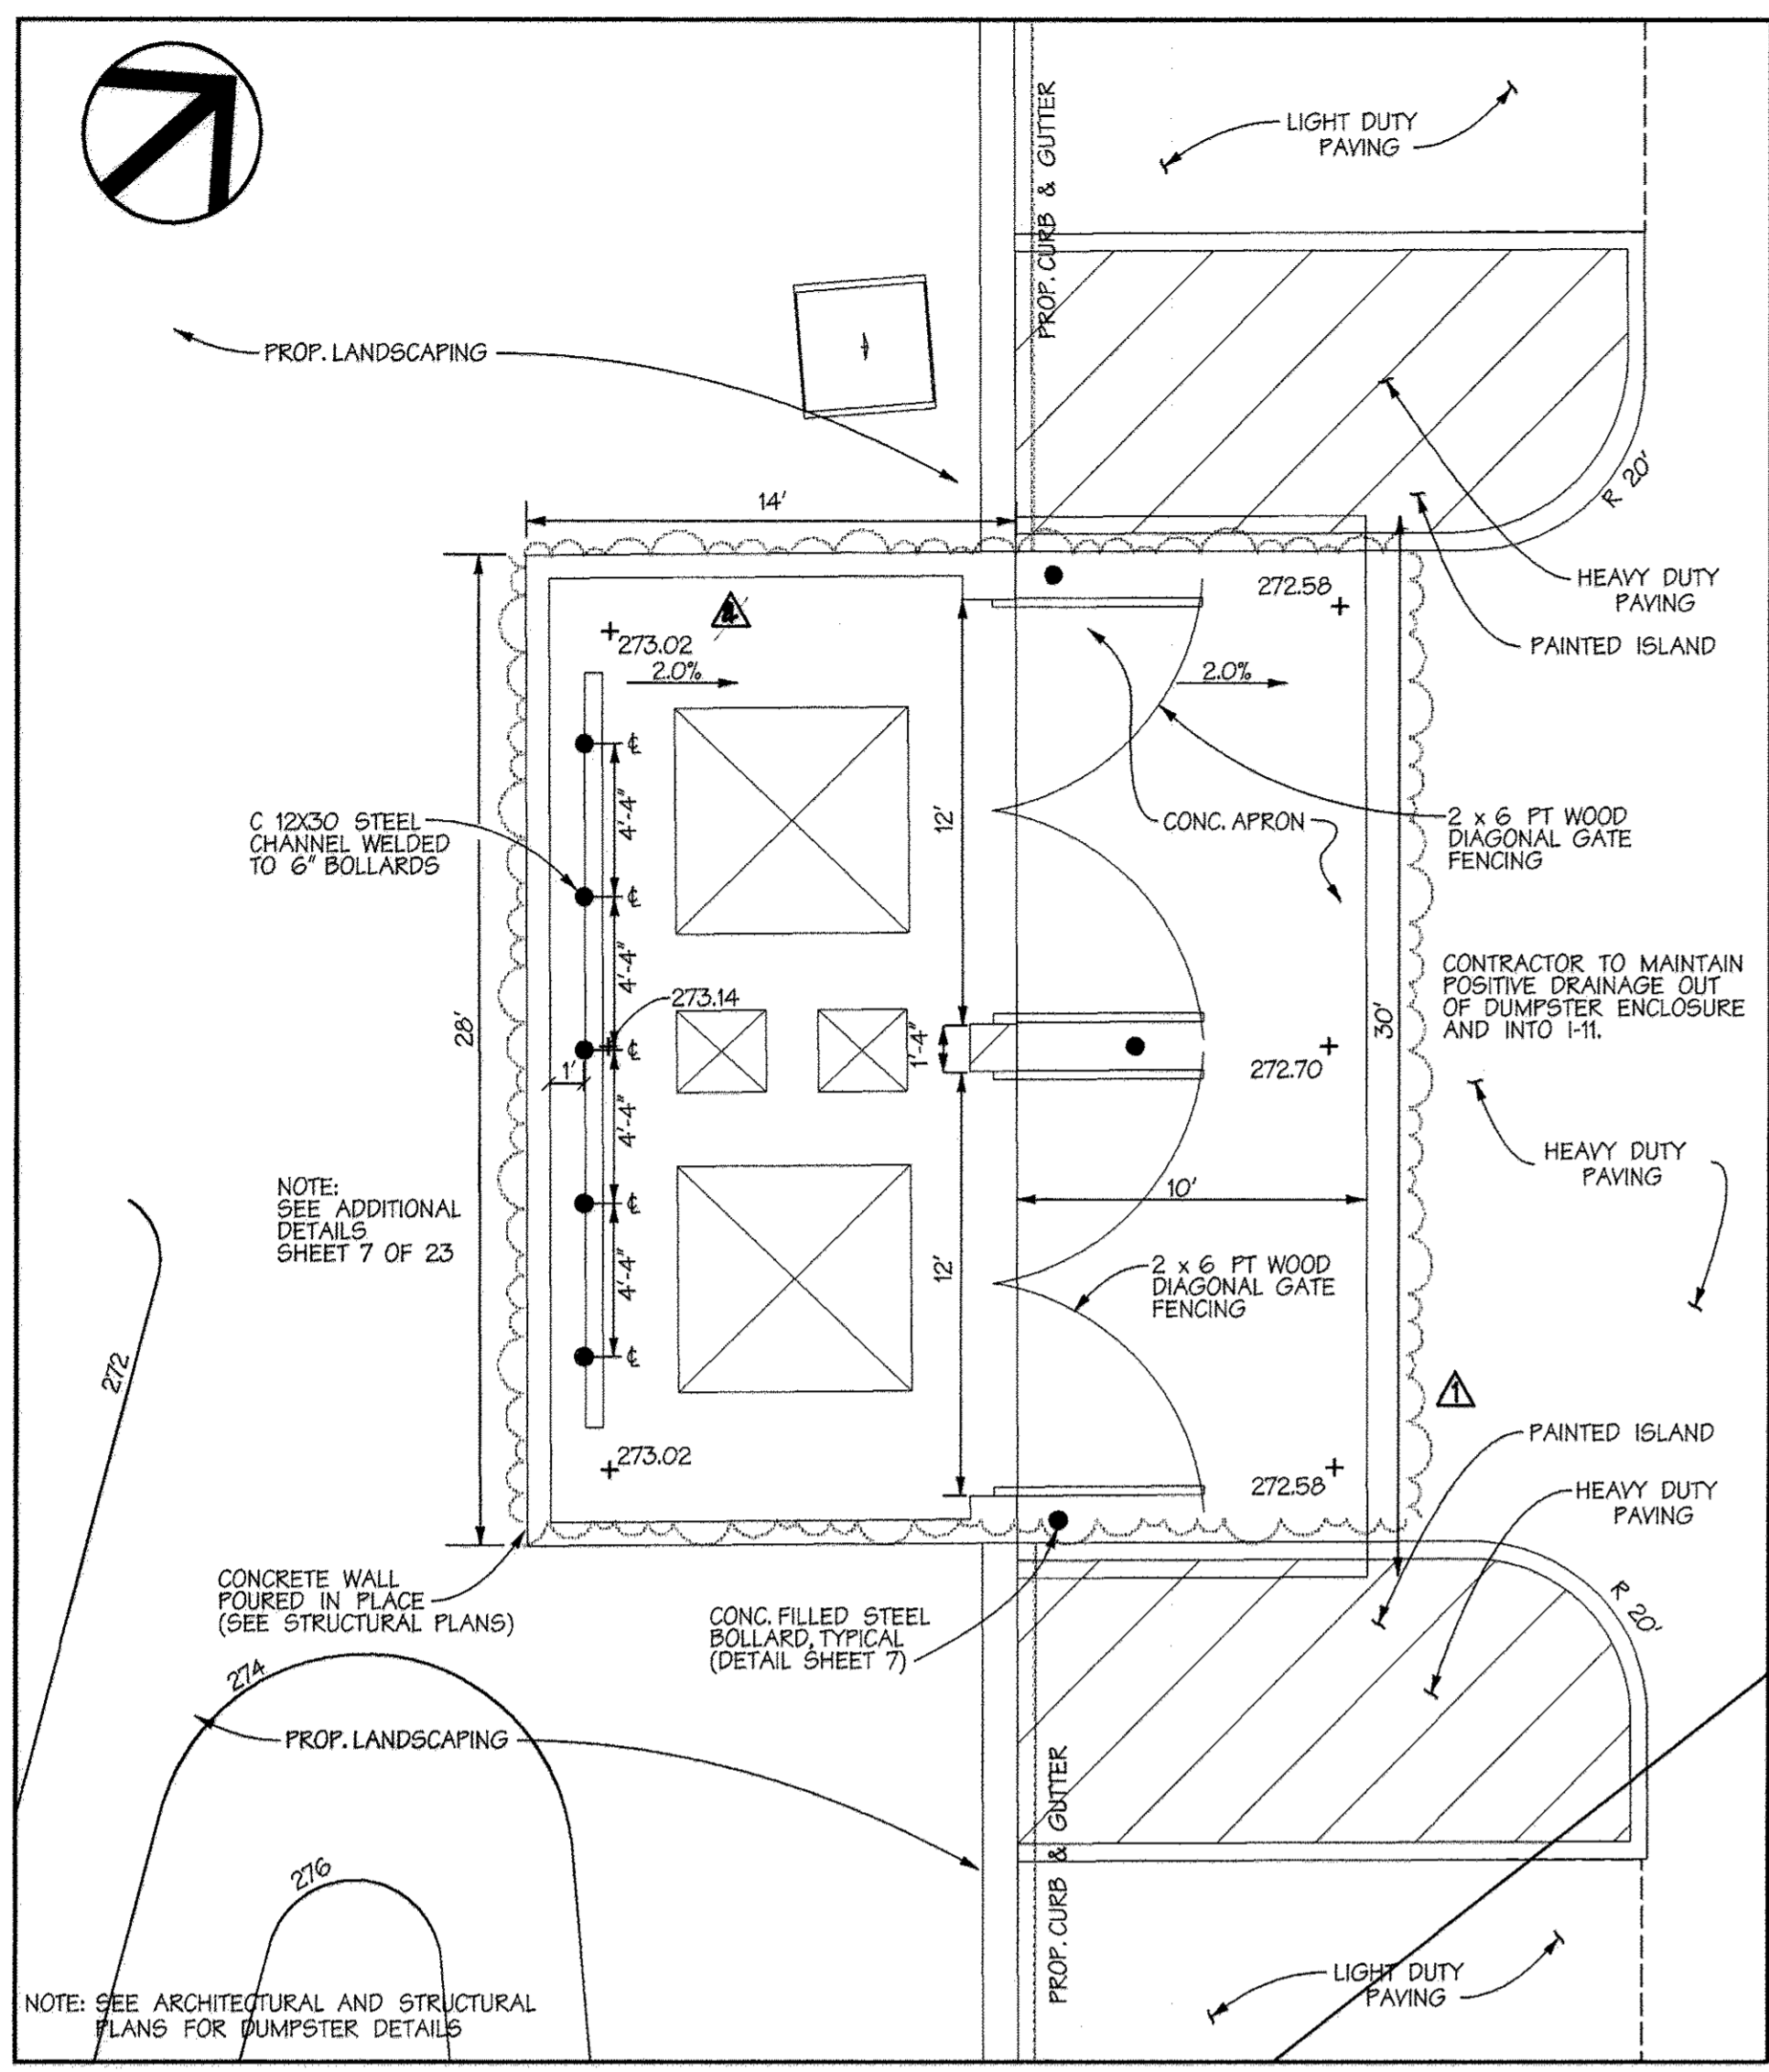 LIGHT DUTY
PAVING
PROP. CURB & GUTTER
PROP. LANDSCAPING
R 20'
14'
HEAVY DUTY
PAVING
PAINTED ISLAND
272.58
273.02
2.0%
2.0%
C 12X30 STEEL
CHANNEL WELDED
TO 6" BOLLARDS
℄
4'-4"
℄
4'-4"
℄
4'-4"
℄
4'-4"
℄
12'
CONC. APRON
2 x 6 PT WOOD
DIAGONAL GATE
FENCING
273.14
28'
1'
1'-4"
272.70
30'
CONTRACTOR TO MAINTAIN
POSITIVE DRAINAGE OUT
OF DUMPSTER ENCLOSURE
AND INTO I-11.
HEAVY DUTY
PAVING
10'
NOTE:
SEE ADDITIONAL
DETAILS
SHEET 7 OF 23
12'
2 x 6 PT WOOD
DIAGONAL GATE
FENCING
272
1
273.02
272.58
PAINTED ISLAND
HEAVY DUTY
PAVING
CONCRETE WALL
POURED IN PLACE
(SEE STRUCTURAL PLANS)
CONC. FILLED STEEL
BOLLARD, TYPICAL
(DETAIL SHEET 7)
R 20'
274
PROP. LANDSCAPING
276
PROP. CURB & GUTTER
LIGHT DUTY
PAVING
NOTE: SEE ARCHITECTURAL AND STRUCTURAL
PLANS FOR DUMPSTER DETAILS